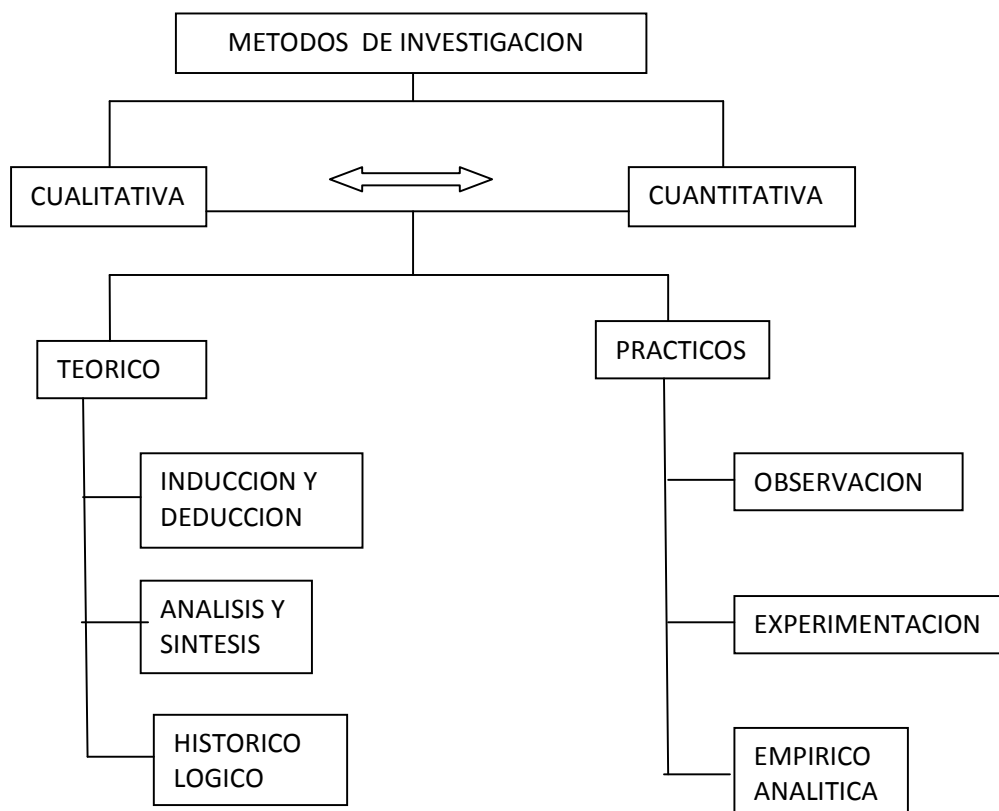 METODOS DE INVESTIGACION
CUALITATIVA
CUANTITATIVA
TEORICO
PRACTICOS
INDUCCION Y
DEDUCCION
OBSERVACION
ANALISIS Y
SINTESIS
EXPERIMENTACION
HISTORICO
LOGICO
EMPIRICO
ANALITICA